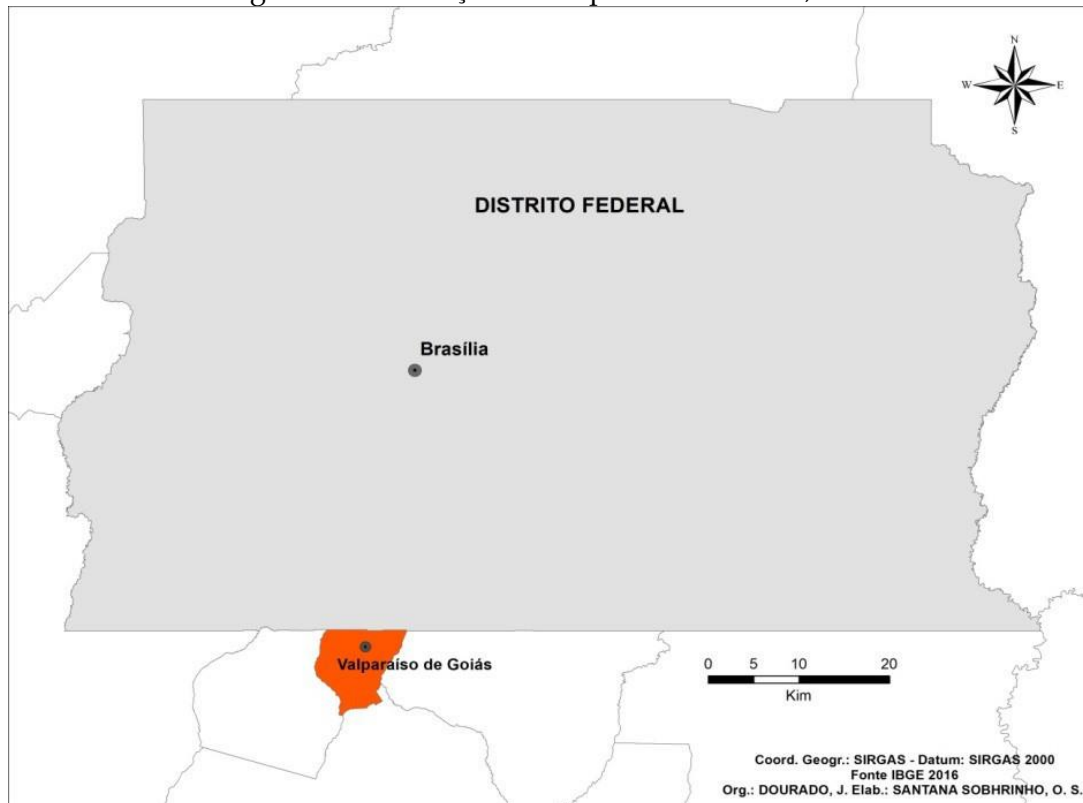 N
W E
S
DISTRITO FEDERAL
Brasília
Valparaíso de Goiás
0 5 10 20
Kim
Coord. Geogr.: SIRGAS - Datum: SIRGAS 2000
Fonte IBGE 2016
Org.: DOURADO, J. Elab.: SANTANA SOBHRINHO, O. S.